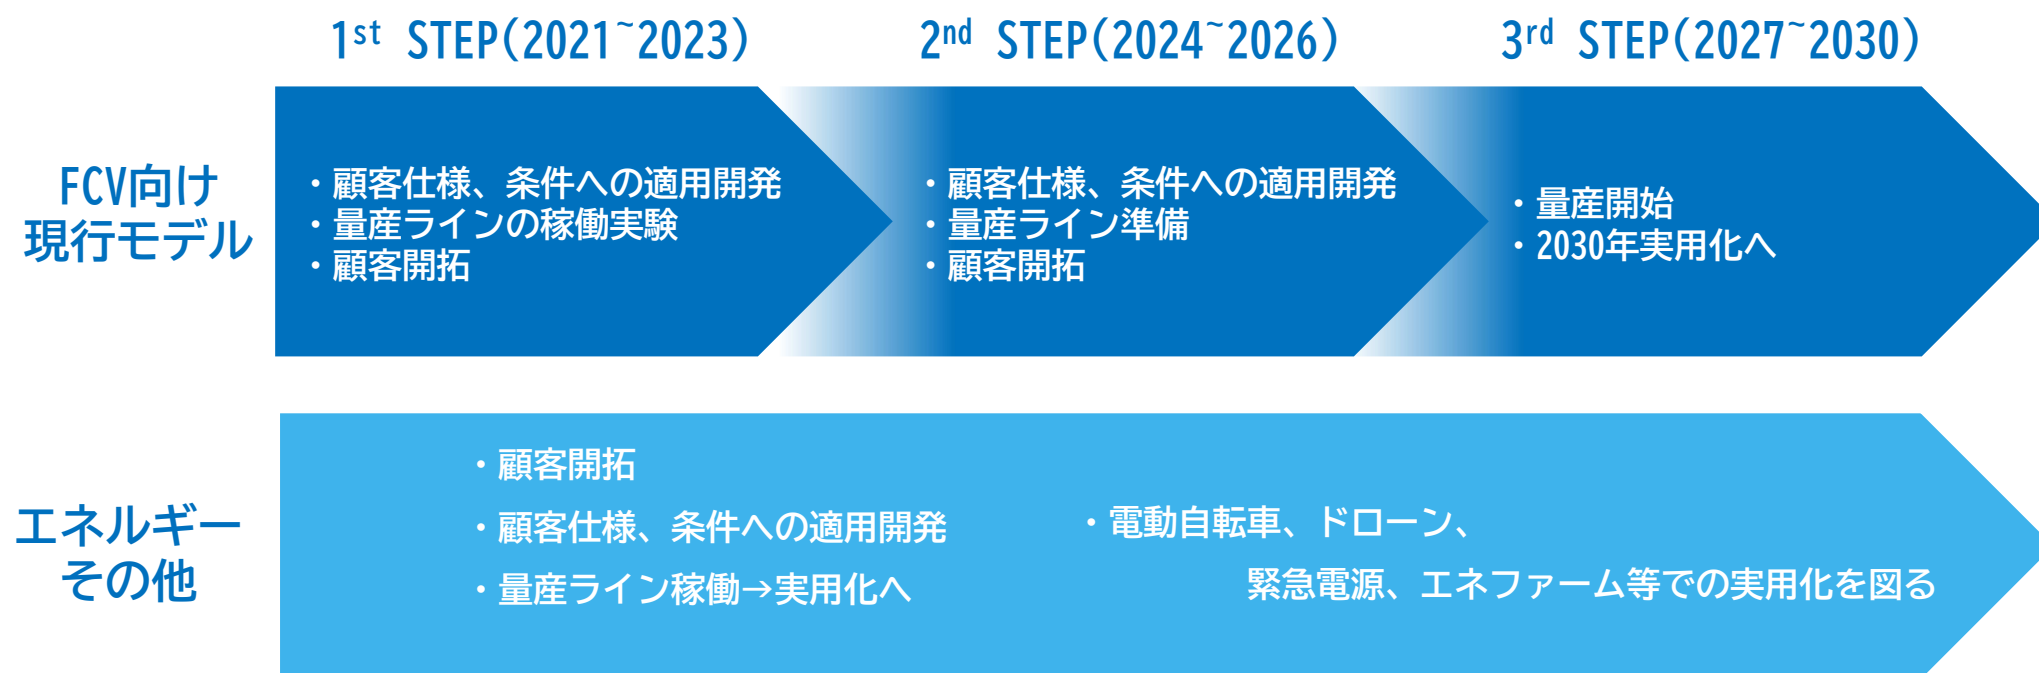 1st STEP(2021~2023)
2nd STEP(2024~2026)
3rd STEP(2027~2030)
FCV向け
現行モデル
・顧客仕様、条件への適用開発
・量産ラインの稼働実験
・顧客開拓
・顧客仕様、条件への適用開発
・量産ライン準備
・顧客開拓
・量産開始
・2030年実用化へ
エネルギー
その他
・顧客開拓
・顧客仕様、条件への適用開発
・量産ライン稼働→実用化へ
・電動自転車、ドローン、
緊急電源、エネファーム等での実用化を図る